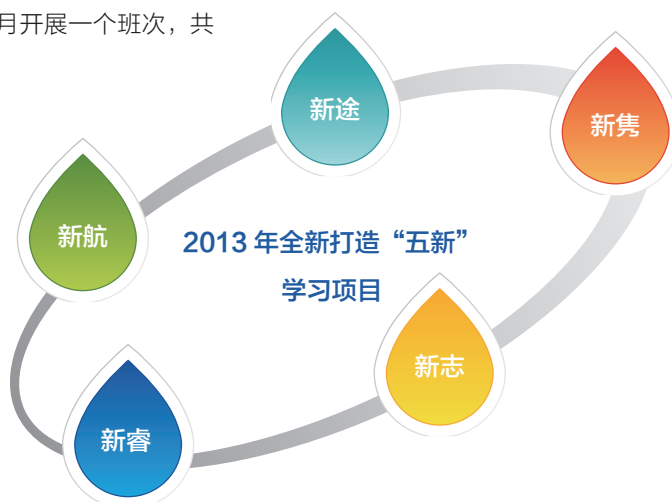 月开展一个班次，共
新途
新隽
新航
2013 年全新打造“五新”
学习项目
新志
新睿